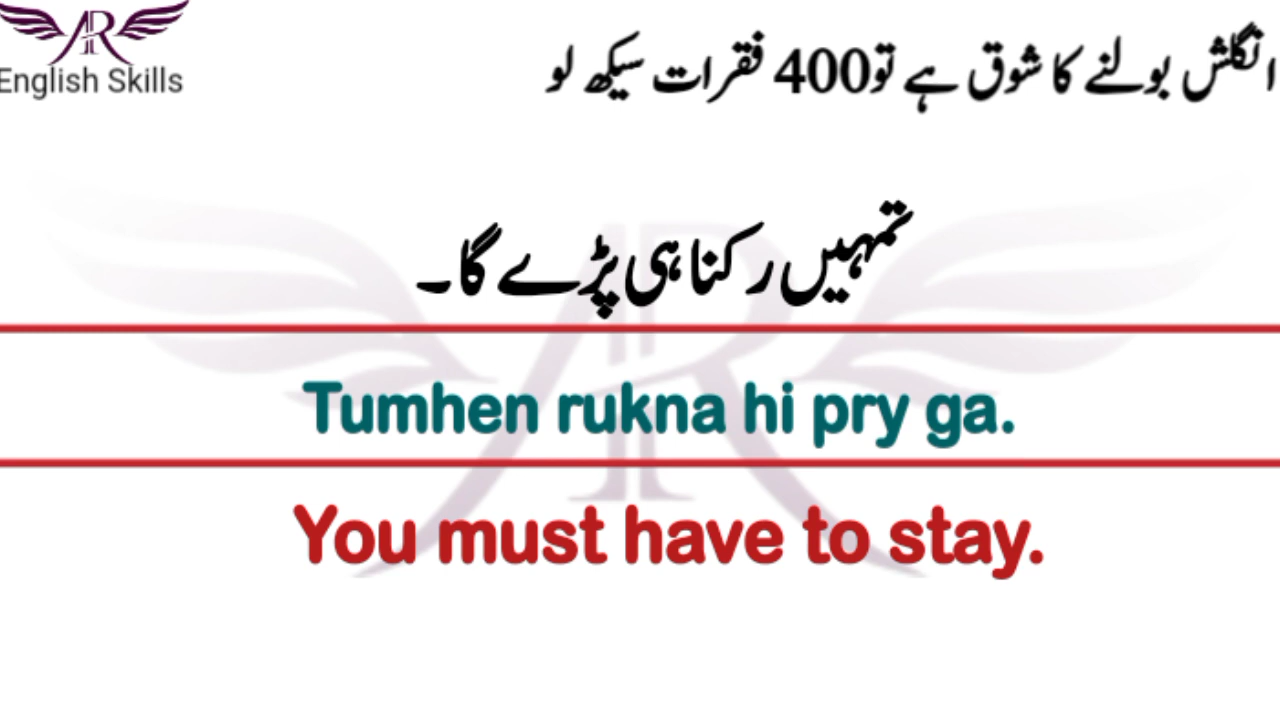 AR
English Skills
انگلش بولنے کا شوق ہے تو400 فقرات سیکھ لو
تمہیں رکنا ہی پڑے گا۔
Tumhen rukna hi pry ga.
You must have to stay.